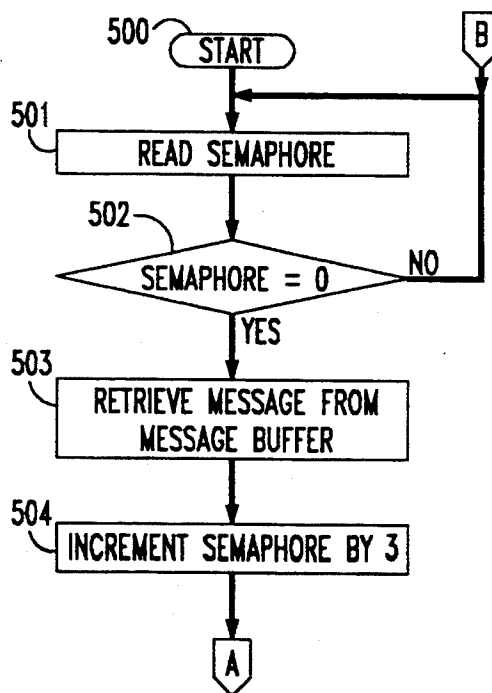 500
START
B
501
READ SEMAPHORE
502
SEMAPHORE = 0
NO
YES
503
RETRIEVE MESSAGE FROM
MESSAGE BUFFER
504
INCREMENT SEMAPHORE BY 3
A